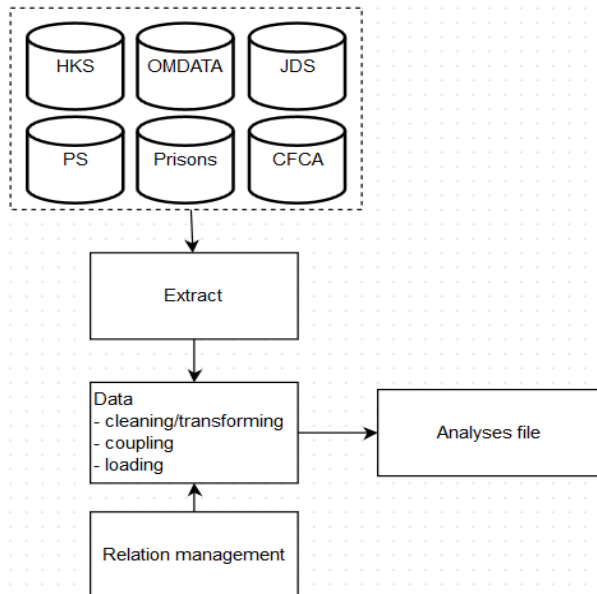 HKS
OMDATA
JDS
PS
Prisons
CFCA
Extract
Data
- cleaning/transforming
- coupling
- loading
Analyses file
Relation management